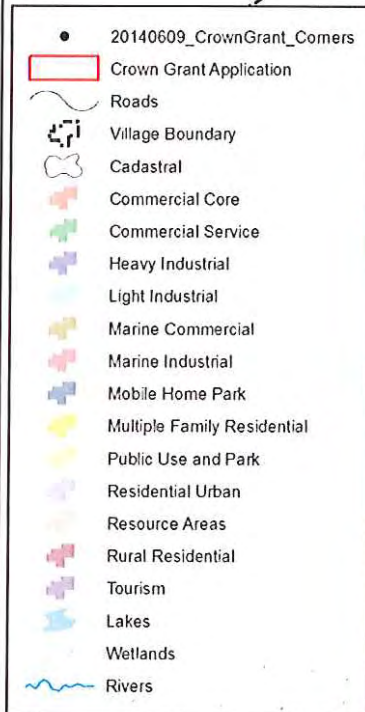 20140609_CrownGrant_Corners
Crown Grant Application
Roads
Village Boundary
Cadastral
Commercial Core
Commercial Service
Heavy Industrial
Light Industrial
Marine Commercial
Marine Industrial
Mobile Home Park
Multiple Family Residential
Public Use and Park
Residential Urban
Resource Areas
Rural Residential
Tourism
Lakes
Wetlands
Rivers